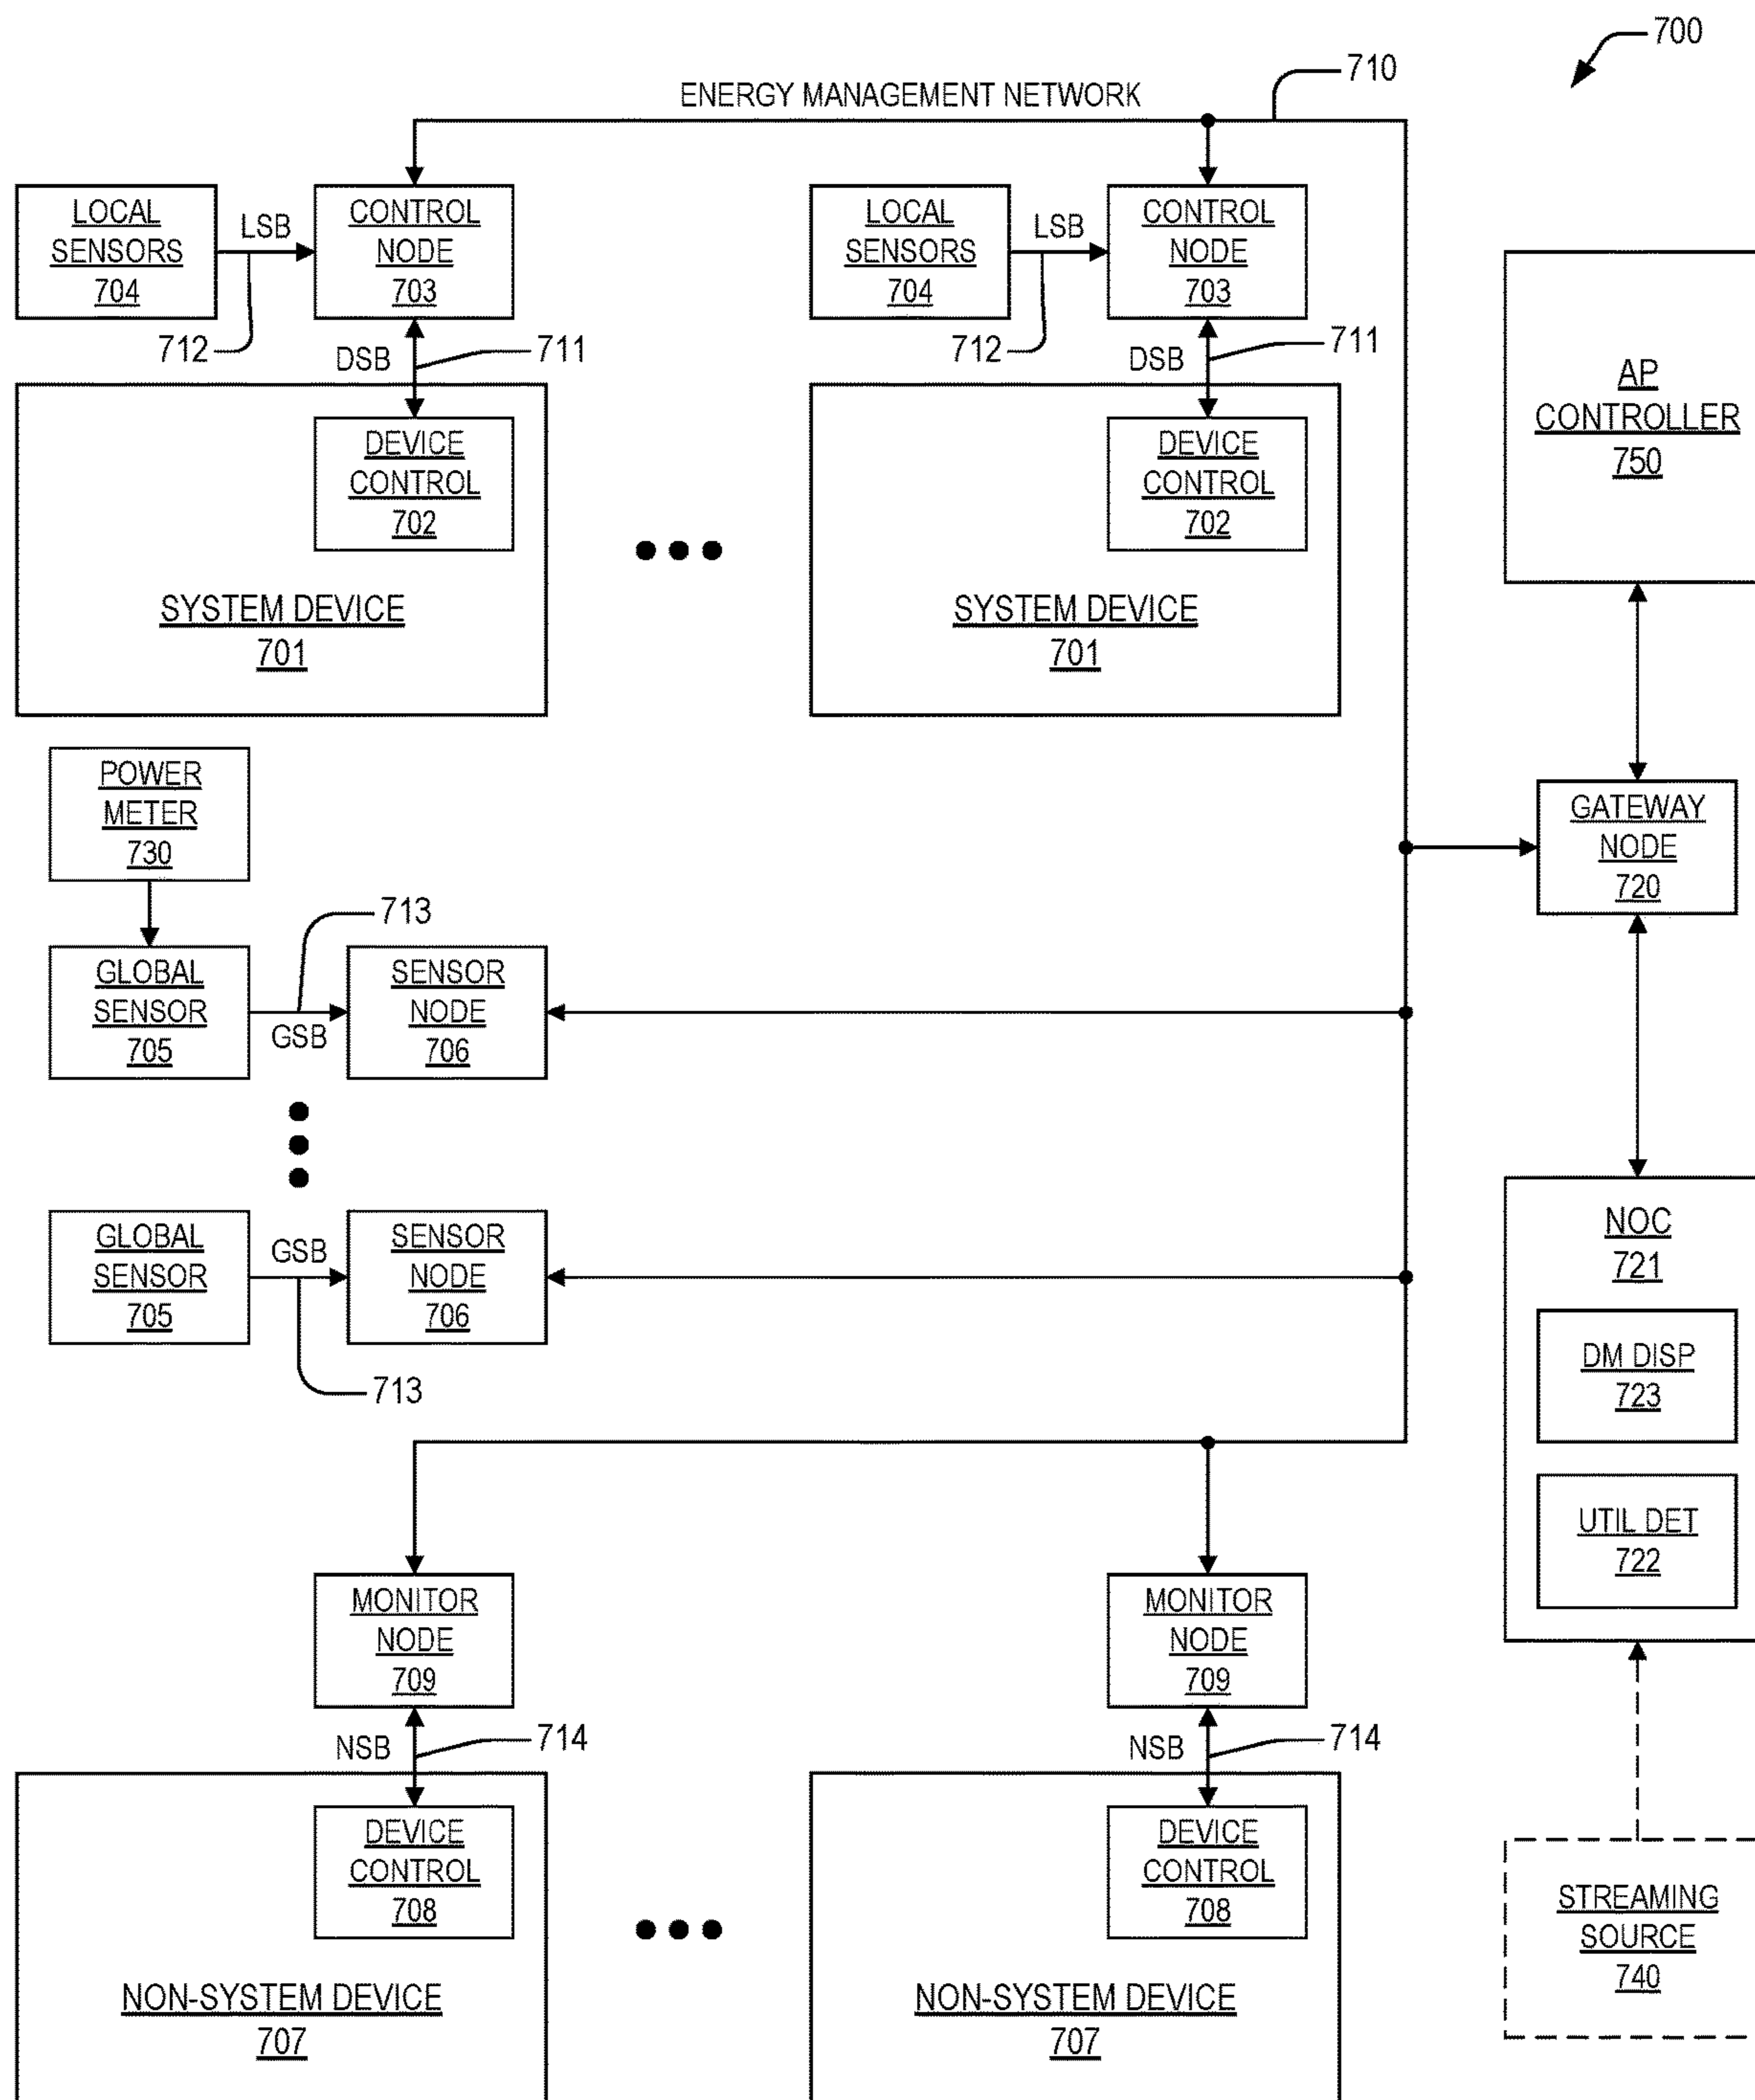 700
710
ENERGY MANAGEMENT NETWORK
LOCAL
SENSORS
704
LSB
712
CONTROL
NODE
703
DSB
711
DEVICE
CONTROL
702
SYSTEM DEVICE
701
LOCAL
SENSORS
704
LSB
712
CONTROL
NODE
703
DSB
711
DEVICE
CONTROL
702
SYSTEM DEVICE
701
AP
CONTROLLER
750
POWER
METER
730
GATEWAY
NODE
720
713
GLOBAL
SENSOR
705
GSB
SENSOR
NODE
706
GLOBAL
SENSOR
705
GSB
SENSOR
NODE
706
713
NOC
721
DM DISP
723
UTIL DET
722
MONITOR
NODE
709
NSB
714
DEVICE
CONTROL
708
NON-SYSTEM DEVICE
707
MONITOR
NODE
709
NSB
714
DEVICE
CONTROL
708
NON-SYSTEM DEVICE
707
STREAMING
SOURCE
740